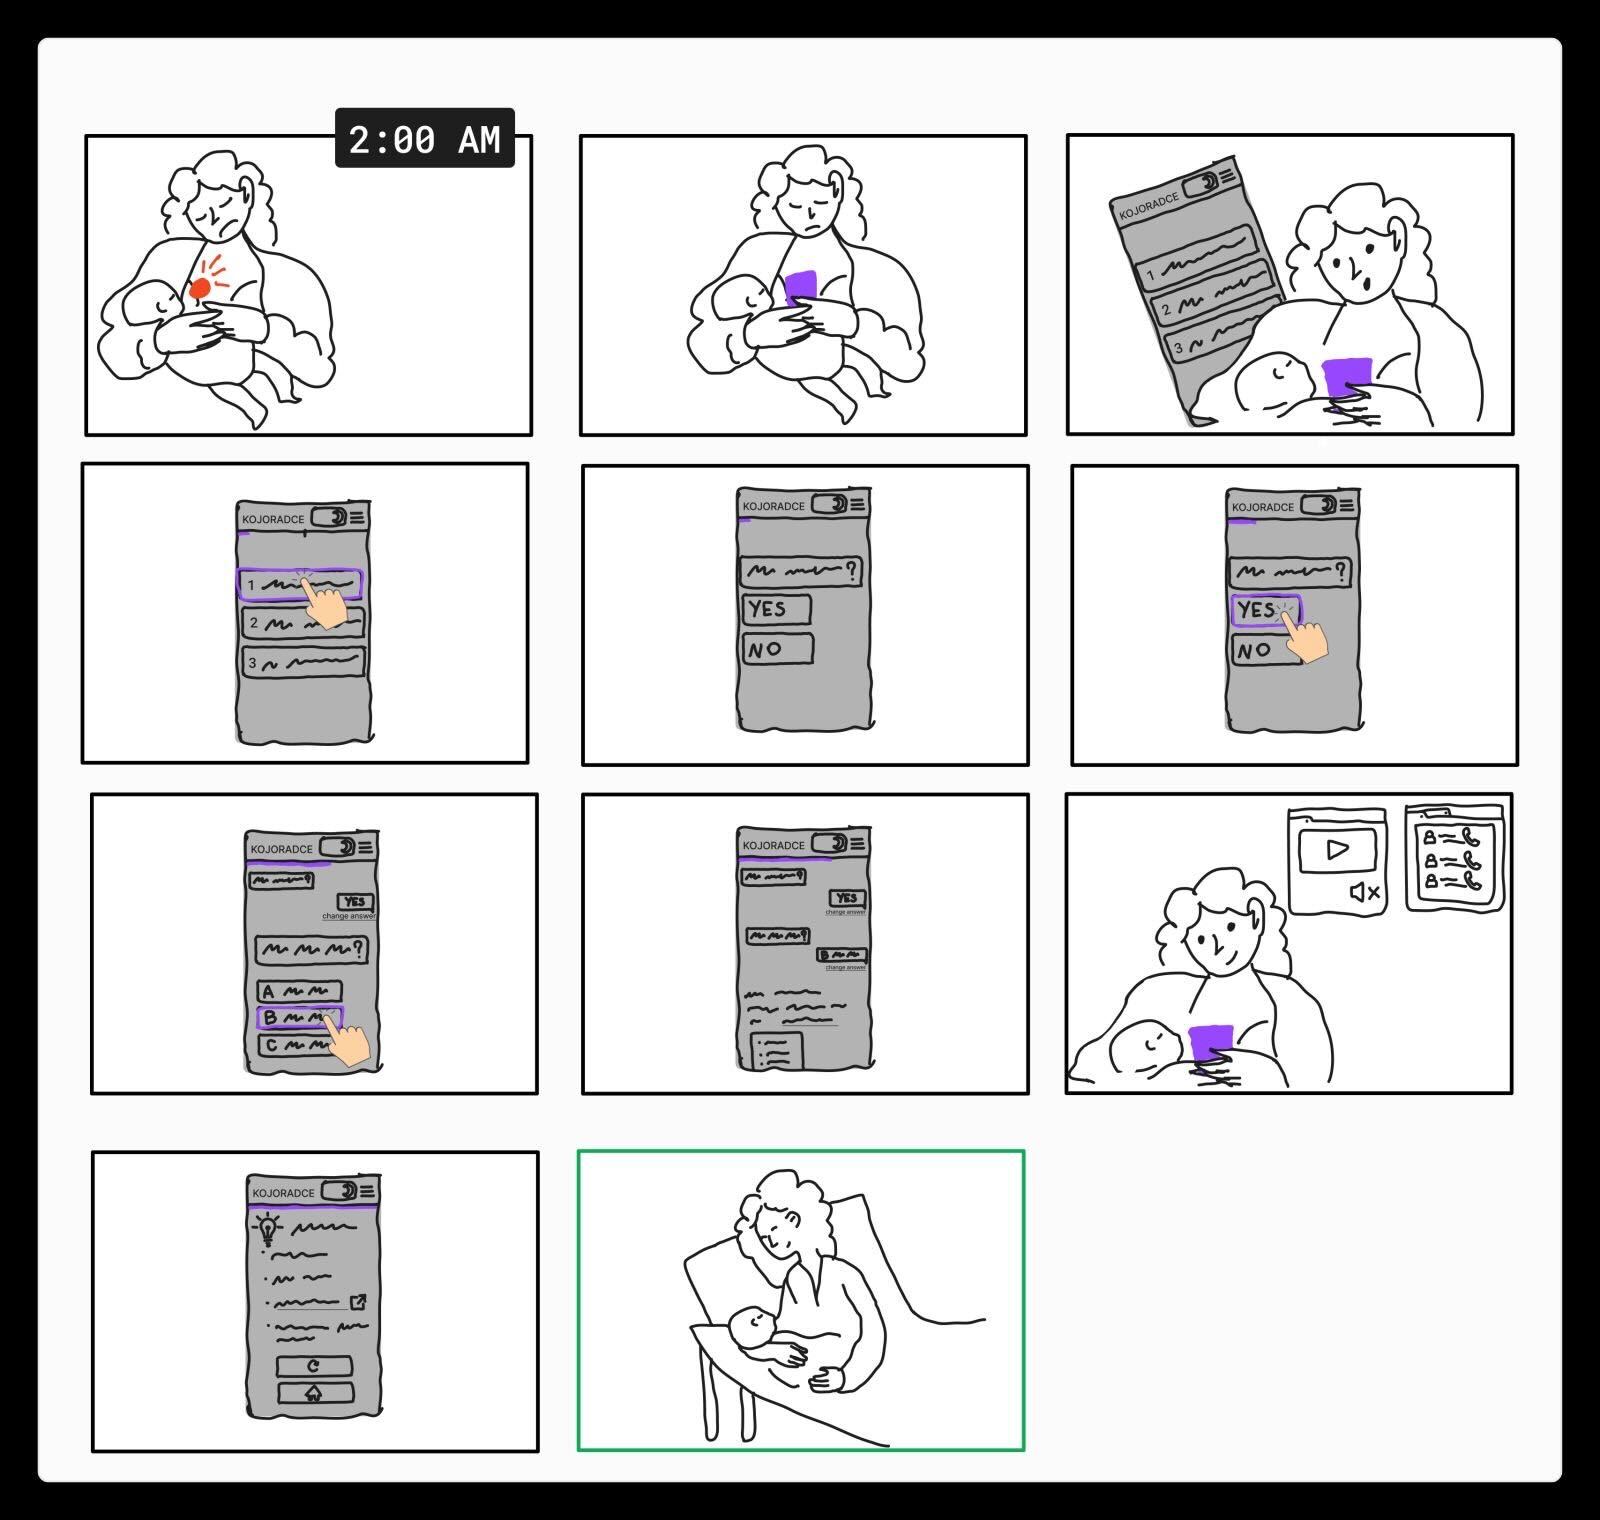 2:00 AM
KOJORADCE
1
2
3
KOJORADCE
1
2
3
KOJORADCE
?
YES
NO
KOJORADCE
?
YES
NO
KOJORADCE
?
YES
change answer
?
A
B
C
KOJORADCE
?
YES
change answer
?
B
change answer
KOJORADCE